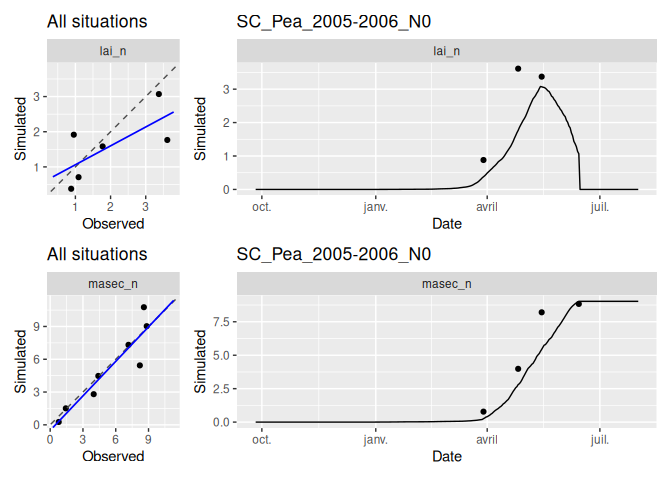 All situations
SC_Pea_2005-2006_N0
lai_n
lai_n
Simulated
3
2
1
1
2
3
Observed
Simulated
3
2
1
0
oct.
janv.
avril
juil.
Date
All situations
SC_Pea_2005-2006_N0
masec_n
masec_n
Simulated
9
6
3
0
0
3
6
9
Observed
Simulated
7.5
5.0
2.5
0.0
oct.
janv.
avril
juil.
Date